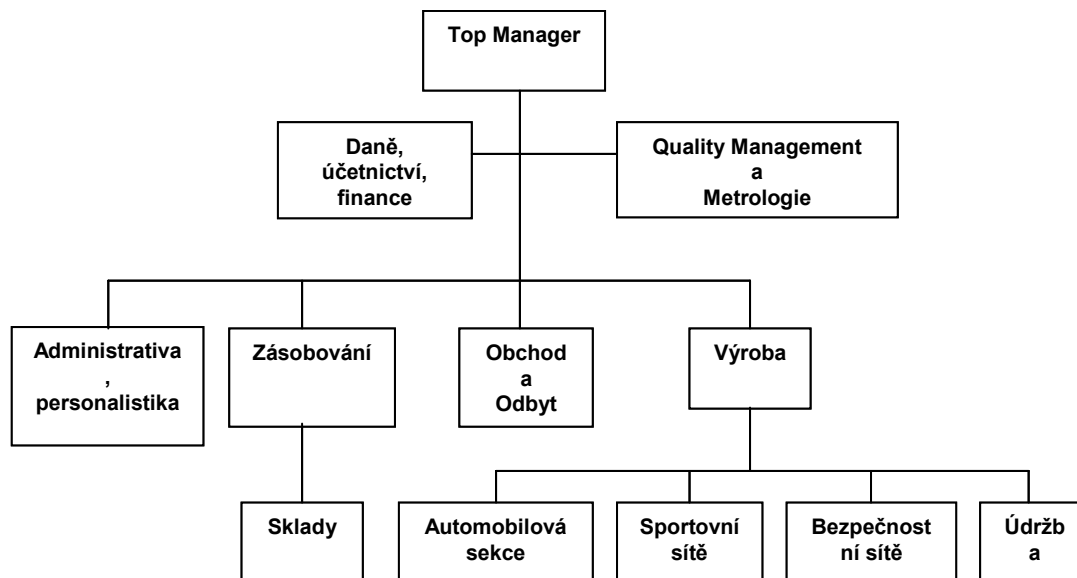 Top Manager
Daně,
účetnictví,
finance
Quality Management
a
Metrologie
Administrativa
,
personalistika
Zásobování
Obchod
a
Odbyt
Výroba
Sklady
Automobilová
sekce
Sportovní
sítě
Bezpečnost
ní sítě
Údržb
a